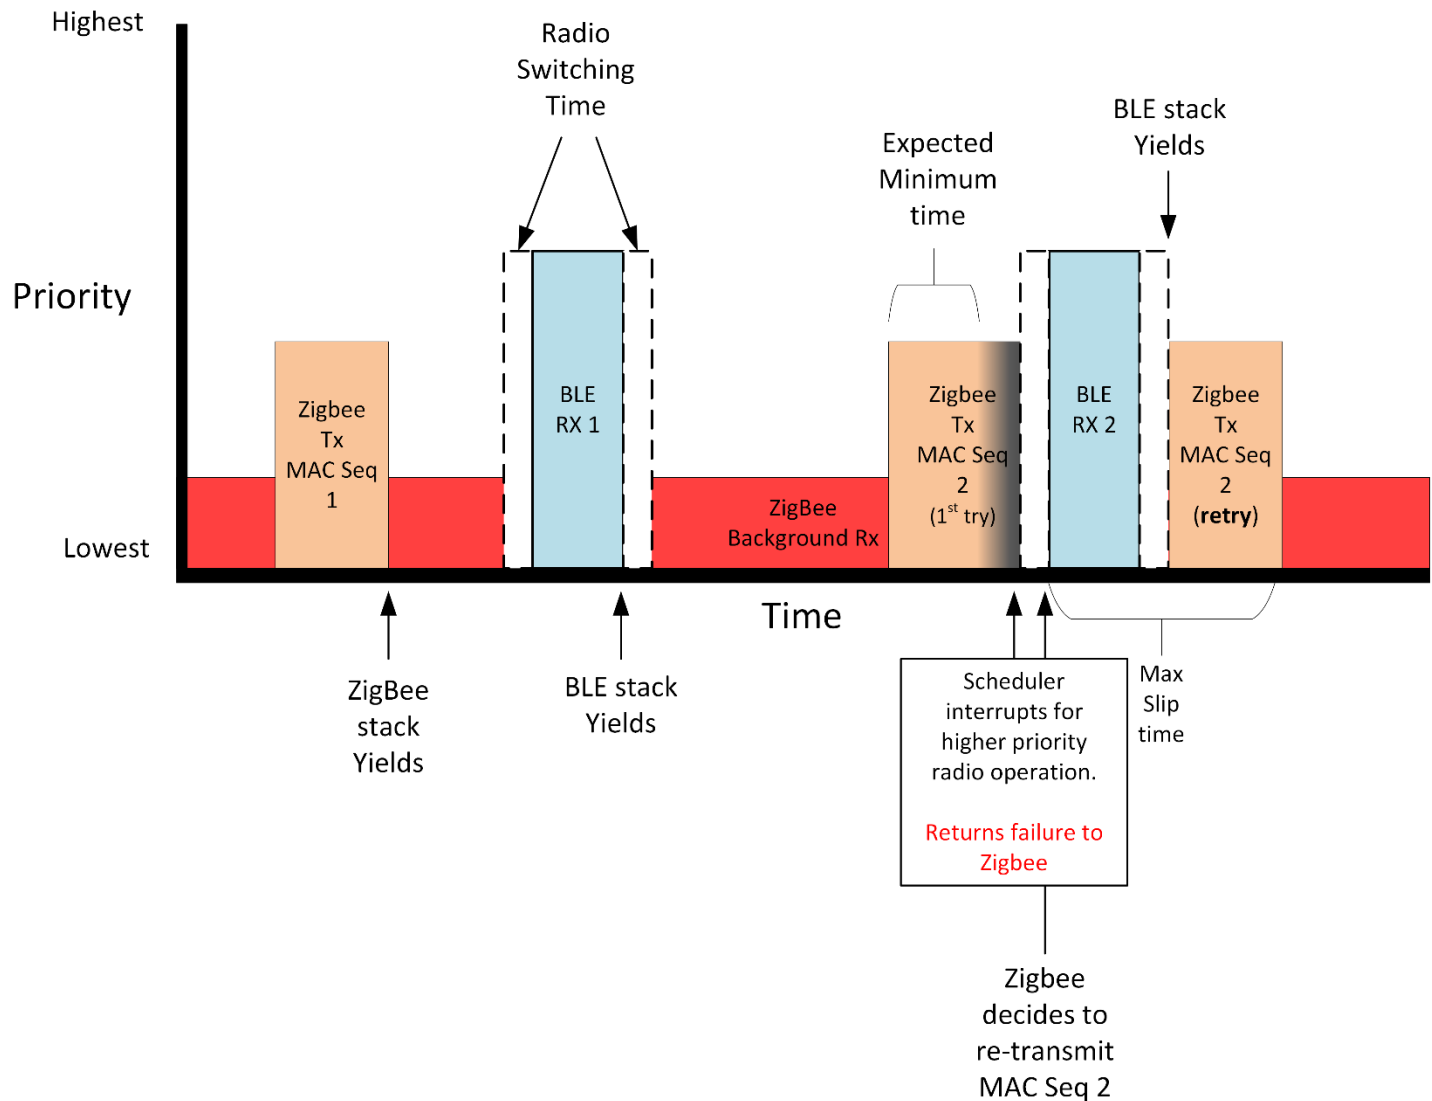 Highest
Radio
Switching
Time
BLE stack
Yields
Expected
Minimum
time
Priority
Zigbee
Tx
MAC Seq
1
BLE
RX 1
Zigbee
Tx
MAC Seq
2
(1st try)
BLE
RX 2
Zigbee
Tx
MAC Seq
2
(retry)
ZigBee
Background Rx
Lowest
Time
ZigBee
stack
Yields
BLE stack
Yields
Scheduler
interrupts for
higher priority
radio operation.
Returns failure to
Zigbee
Max
Slip
time
Zigbee
decides to
re-transmit
MAC Seq 2